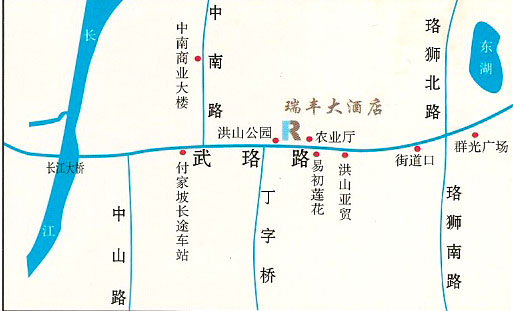 长
江
长江大桥
中南商业大楼
中南路
珞狮北路
东湖
瑞丰大酒店
R
洪山公园
农业厅
武珞路
街道口
群光广场
付家坡长途车站
易初莲花
洪山亚贸
中山路
丁字桥
珞狮南路